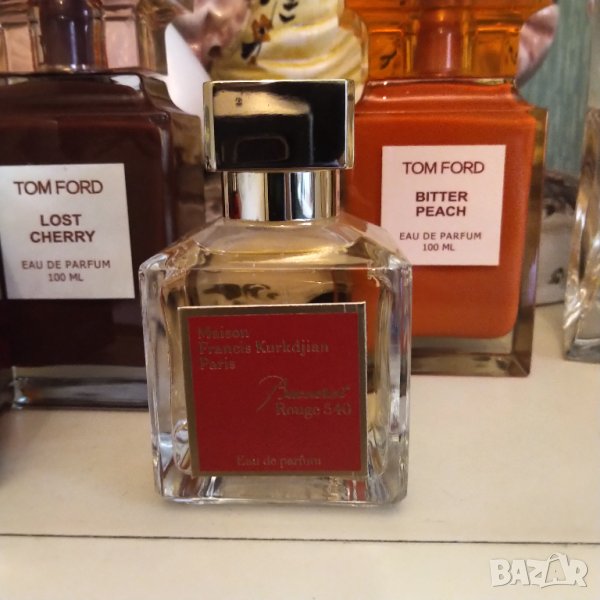 TOM FORD
LOST
CHERRY
EAU DE PARFUM
100 ML
TOM FORD
BITTER
PEACH
EAU DE PARFUM
100 ML
Maison
Francis Kurkdjian
Paris
Baccarat
Rouge 540
Eau de parfum
BAZAR